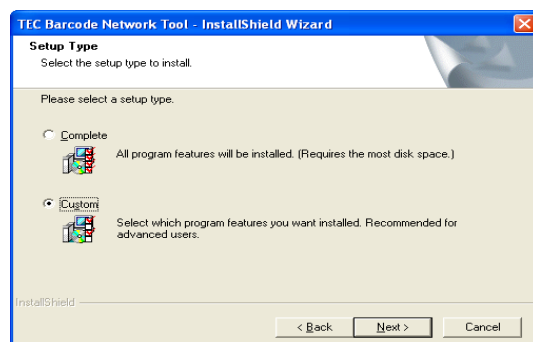 TEC Barcode Network Tool - InstallShield Wizard
Setup Type
Select the setup type to install.
Please select a setup type.
Complete
All program features will be installed. (Requires the most disk space.)
Custom
Select which program features you want installed. Recommended for
advanced users.
InstallShield
< Back
Next >
Cancel